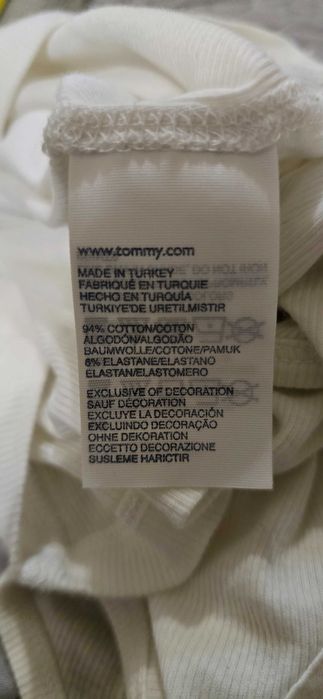 www.tommy.com
MADE IN TURKEY
FABRIQUÉ EN TURQUIE
HECHO EN TURQUÍA
TURKIYE'DE URETILMISTIR
94% COTTON/COTON
ALGODÓN/ALGODÃO
BAUMWOLLE/COTONE/PAMUK
6% ELASTANE/ELASTANO
ELASTAN/ELASTOMERO
EXCLUSIVE OF DECORATION
SAUF DÉCORATION
EXCLUYE LA DECORACIÓN
EXCLUINDO DECORAÇÃO
OHNE DEKORATION
ECCETTO DECORAZIONE
SUSLEME HARICTIR